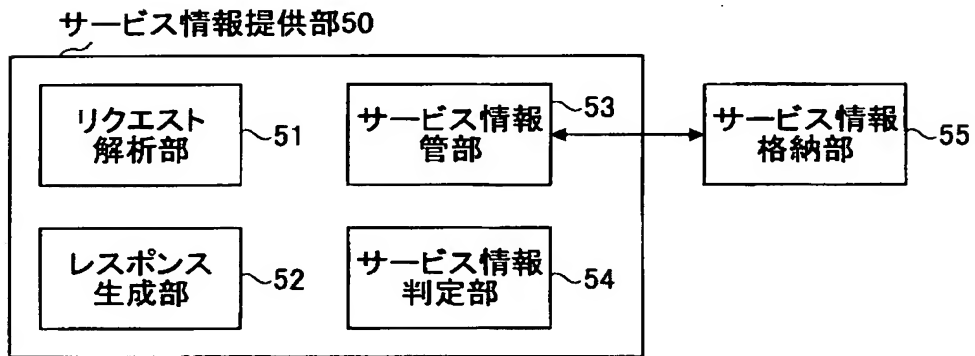 サービス情報提供部50
リクエスト
解析部
51
サービス情報
管部
53
サービス情報
格納部
55
レスポンス
生成部
52
サービス情報
判定部
54